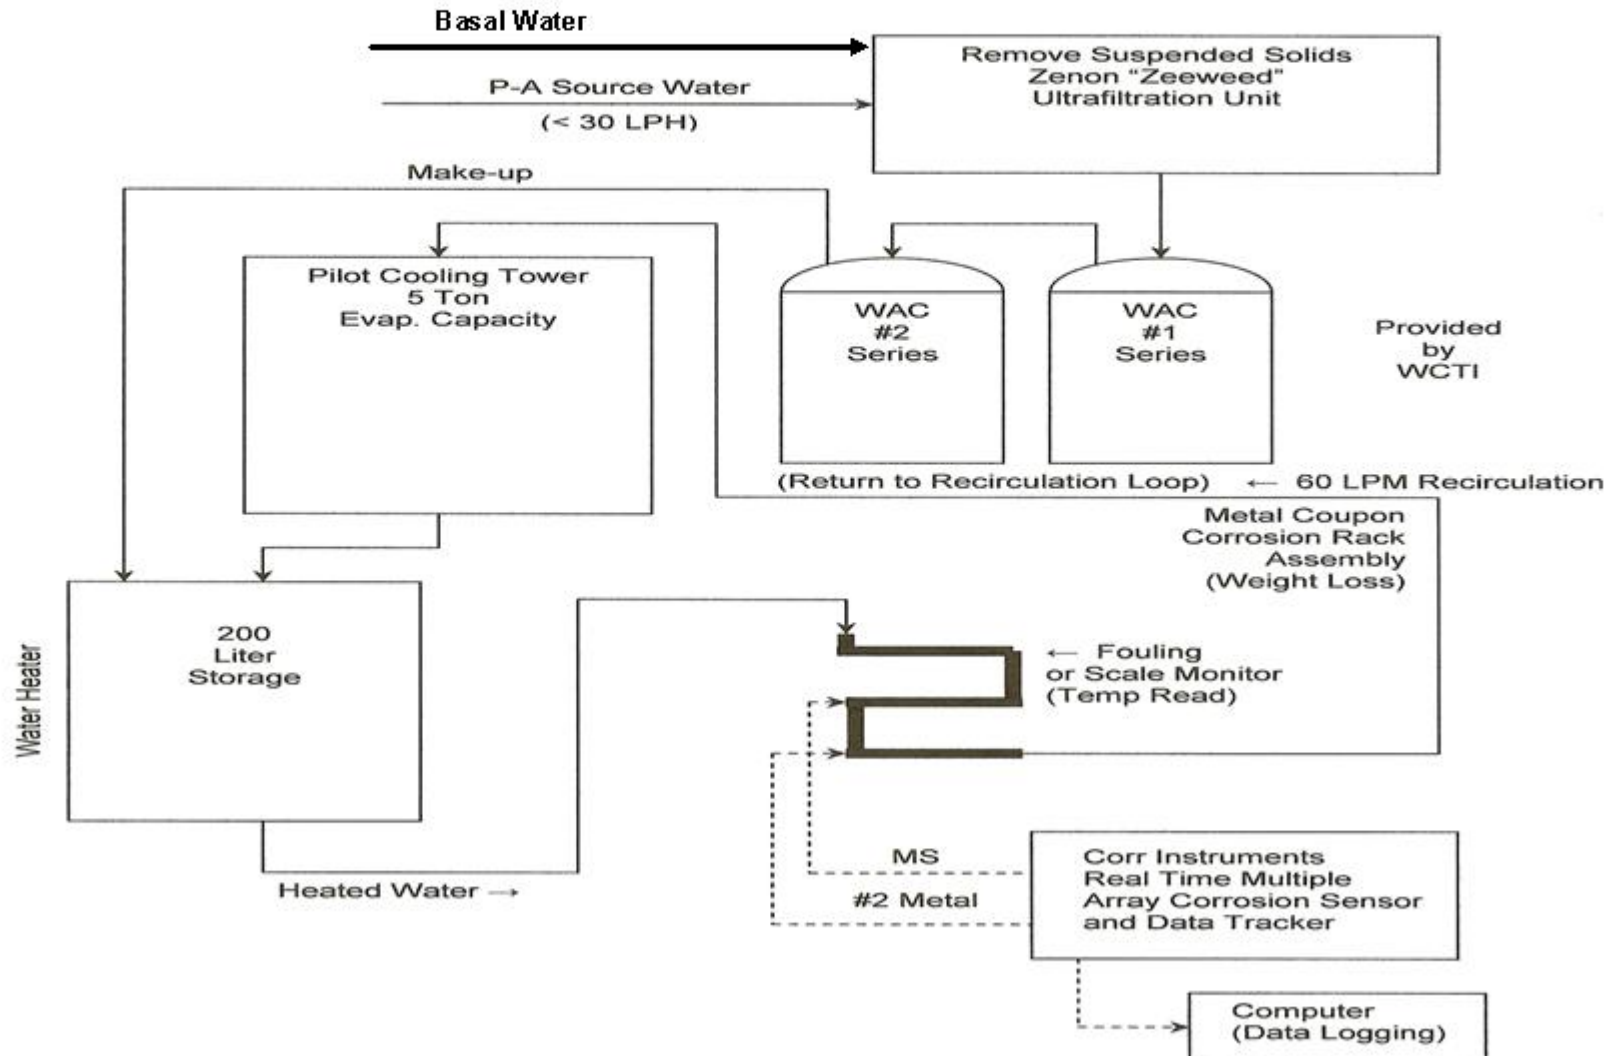 Basal Water
Remove Suspended Solids
Zenon "Zeeweed"
Ultrafiltration Unit
P-A Source Water
(< 30 LPH)
Make-up
Pilot Cooling Tower
5 Ton
Evap. Capacity
WAC
#2
Series
WAC
#1
Series
Provided
by
WCTI
(Return to Recirculation Loop) ← 60 LPM Recirculation
Metal Coupon
Corrosion Rack
Assembly
(Weight Loss)
200
Liter
Storage
Water Heater
← Fouling
or Scale Monitor
(Temp Read)
Heated Water →
MS
#2 Metal
Corr Instruments
Real Time Multiple
Array Corrosion Sensor
and Data Tracker
Computer
(Data Logging)